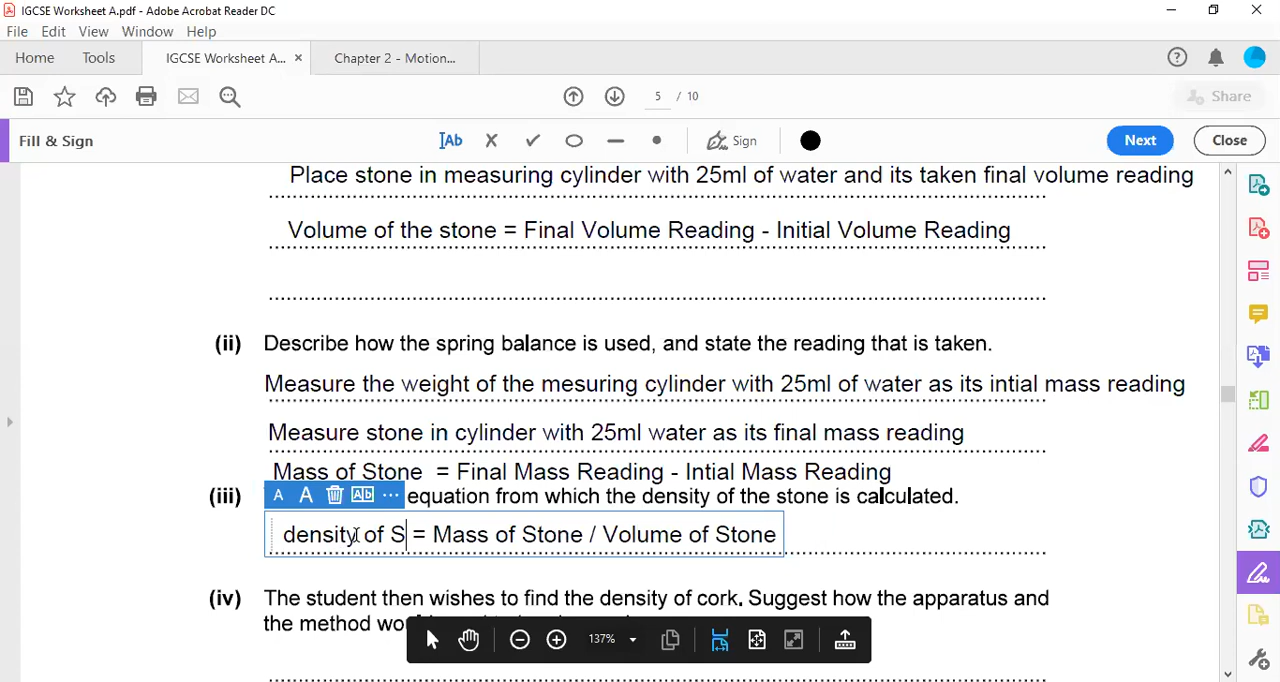 IGCSE Worksheet A.pdf - Adobe Acrobat Reader DC
File Edit View Window Help
Home Tools IGCSE Worksheet A... × Chapter 2 - Motion...
5 / 10
Share
Fill & Sign
Ab
Sign
Next
Close
Place stone in measuring cylinder with 25ml of water and its taken final volume reading
Volume of the stone = Final Volume Reading - Initial Volume Reading
(ii) Describe how the spring balance is used, and state the reading that is taken.
Measure the weight of the mesuring cylinder with 25ml of water as its intial mass reading
Measure stone in cylinder with 25ml water as its final mass reading
Mass of Stone = Final Mass Reading - Intial Mass Reading
A A Ab ...
(iii) equation from which the density of the stone is calculated.
density of S = Mass of Stone / Volume of Stone
(iv) The student then wishes to find the density of cork. Suggest how the apparatus and
the method
137%